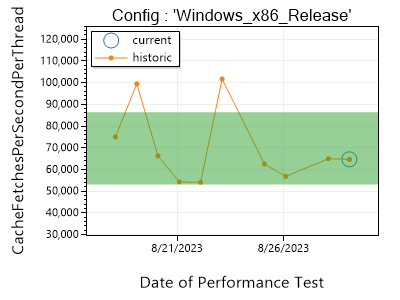 Config : 'Windows_x86_Release'
CacheFetchesPerSecondPerThread
current
historic
120,000
110,000
100,000
90,000
80,000
70,000
60,000
50,000
40,000
30,000
8/21/2023
8/26/2023
Date of Performance Test